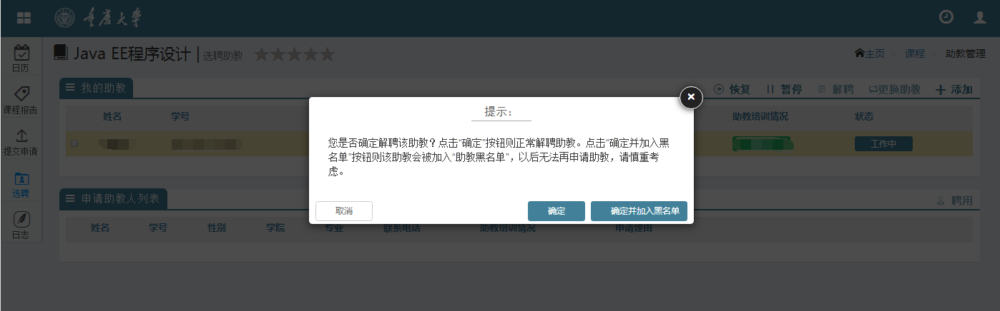 重庆大学
Java EE程序设计 | 选聘助教
主页 > 课程 > 助教管理
日历
课程报告
提交申请
选聘
日志
我的助教
恢复 暂停 解聘 更换助教 添加
姓名 学号 助教培训情况 状态
工作中
提示：
您是否确定解聘该助教？点击“确定”按钮则正常解聘助教。点击“确定并加入黑
名单”按钮则该助教会被加入“助教黑名单”，以后无法再申请助教，请慎重考
虑。
取消 确定 确定并加入黑名单
申请助教人列表
聘用
姓名 学号 性别 学院 专业 联系电话 助教培训情况 申请理由